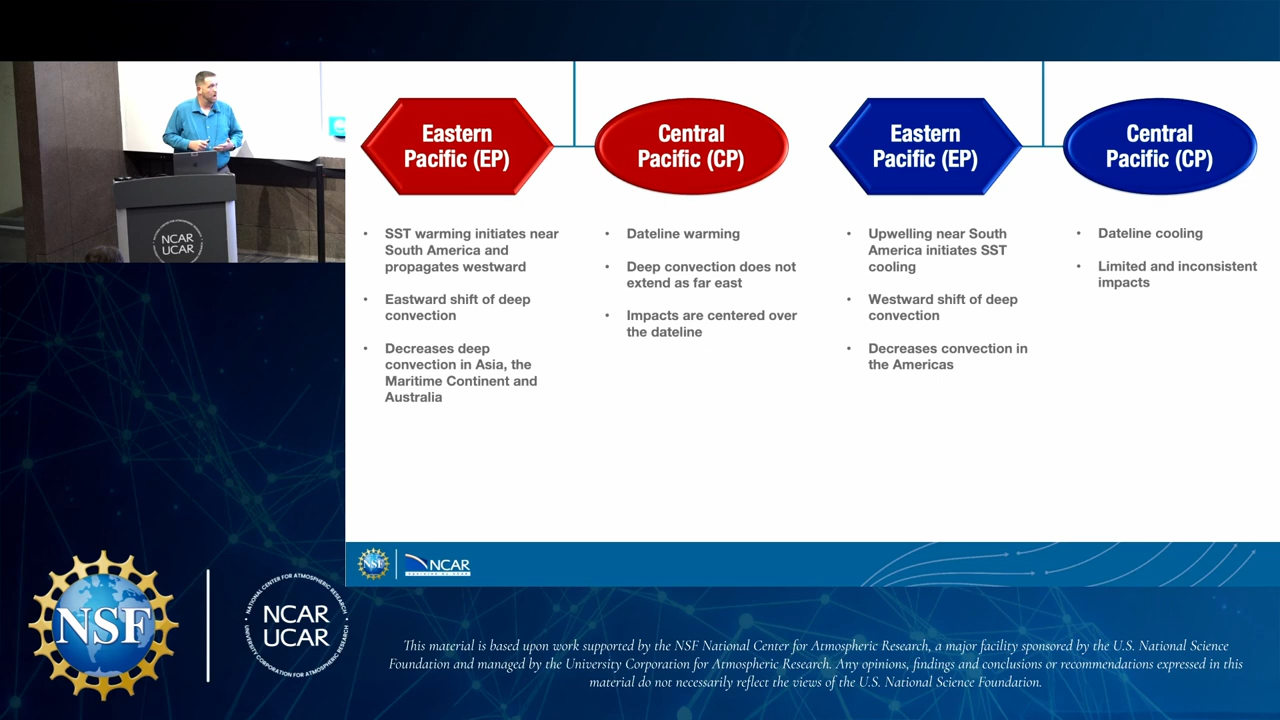 Eastern
Pacific (EP)
Central
Pacific (CP)
Eastern
Pacific (EP)
Central
Pacific (CP)
• SST warming initiates near
South America and
propagates westward
• Eastward shift of deep
convection
• Decreases deep
convection in Asia, the
Maritime Continent and
Australia
• Dateline warming
• Deep convection does not
extend as far east
• Impacts are centered over
the dateline
• Upwelling near South
America initiates SST
cooling
• Westward shift of deep
convection
• Decreases convection in
the Americas
• Dateline cooling
• Limited and inconsistent
impacts
NCAR
UCAR
NSF
NCAR
NSF
NATIONAL CENTER FOR ATMOSPHERIC RESEARCH
NCAR
UCAR
UNIVERSITY CORPORATION FOR ATMOSPHERIC RESEARCH
This material is based upon work supported by the NSF National Center for Atmospheric Research, a major facility sponsored by the U.S. National Science
Foundation and managed by the University Corporation for Atmospheric Research. Any opinions, findings and conclusions or recommendations expressed in this
material do not necessarily reflect the views of the U.S. National Science Foundation.